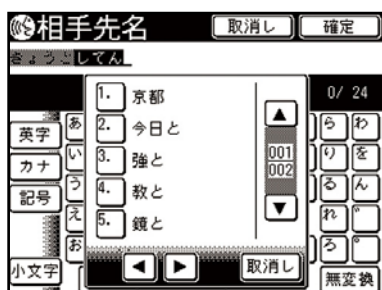 相手先名 取消し 確定
きょうとしてん
0/ 24
1. 京都
2. 今日と
3. 強と
4. 教と
5. 鏡と
001
002
▲
▼
◀ ▶ 取消し
英字
カナ
記号
小文字
あ
い
う
え
お
ら わ
り を
る ん
れ ゛
ろ ゜
無変換